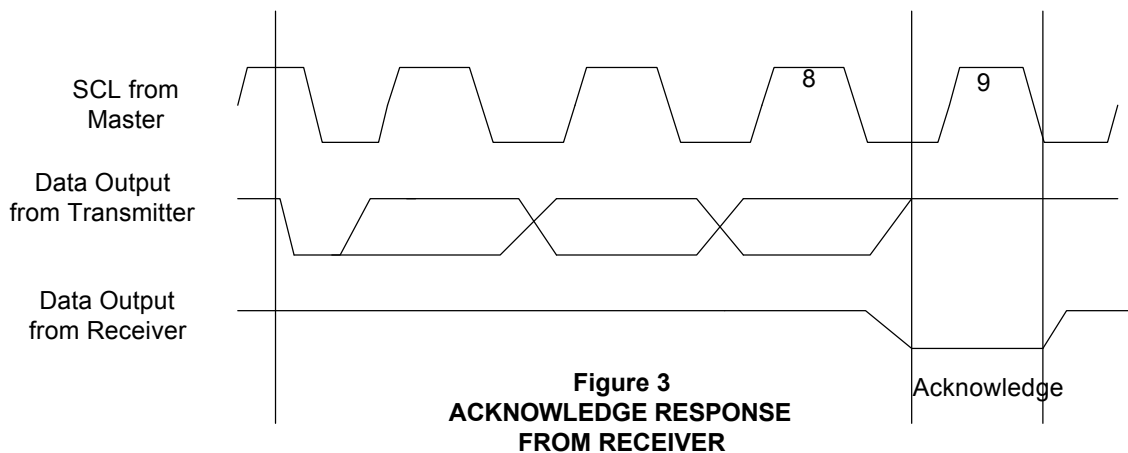 SCL from
Master
8
9
Data Output
from Transmitter
Data Output
from Receiver
Acknowledge
Figure 3
ACKNOWLEDGE RESPONSE
FROM RECEIVER